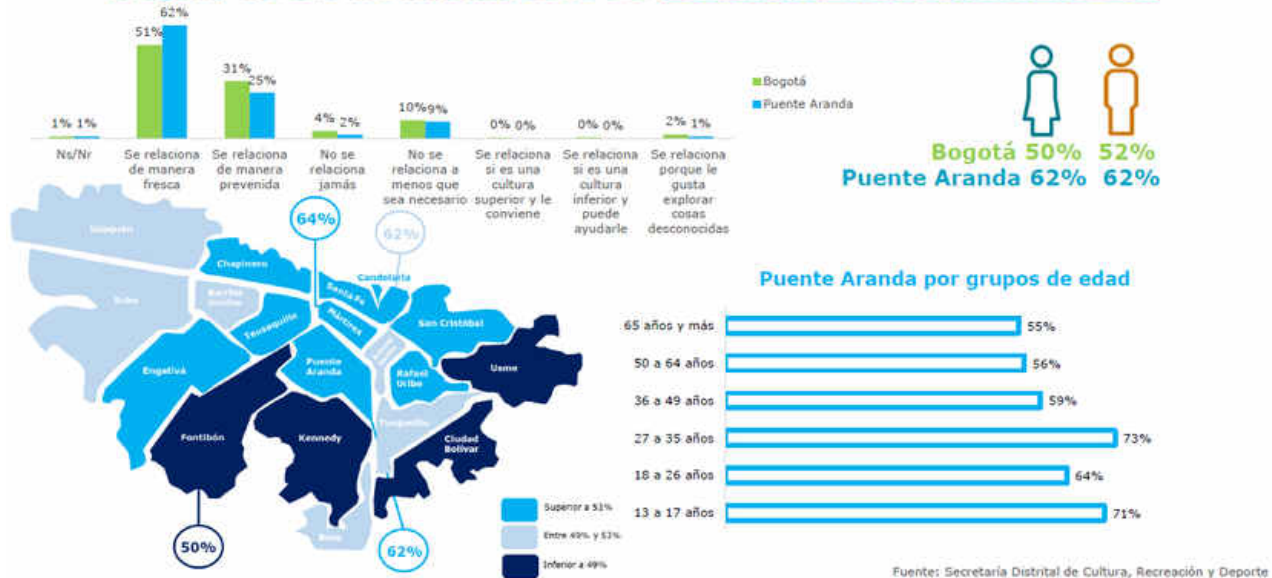 62%
51%
31%
25%
1% 1%
4% 2%
10% 9%
0% 0%
0% 0%
2% 1%
Ns/Nr
Se relaciona
de manera
fresca
Se relaciona
de manera
prevenida
No se
relaciona
jamás
No se
relaciona a
menos que
sea necesario
Se relaciona
si es una
cultura
superior y le
conviene
Se relaciona
si es una
cultura
inferior y
puede
ayudarle
Se relaciona
porque le
gusta
explorar
cosas
desconocidas
Bogotá
Puente Aranda
Bogotá 50% 52%
Puente Aranda 62% 62%
64%
62%
Usaquén
Chapinero
Candelaria
Santa Fe
Suba
Barrios
Unidos
Teusaquillo
Mártires
San Cristóbal
Engativá
Puente
Aranda
Rafael
Uribe
Usme
Fontibón
Kennedy
Tunjuelito
Ciudad
Bolívar
Bosa
50%
62%
Superior a 53%
Entre 49% y 53%
Inferior a 49%
Puente Aranda por grupos de edad
65 años y más 55%
50 a 64 años 56%
36 a 49 años 59%
27 a 35 años 73%
18 a 26 años 64%
13 a 17 años 71%
Fuente: Secretaría Distrital de Cultura, Recreación y Deporte